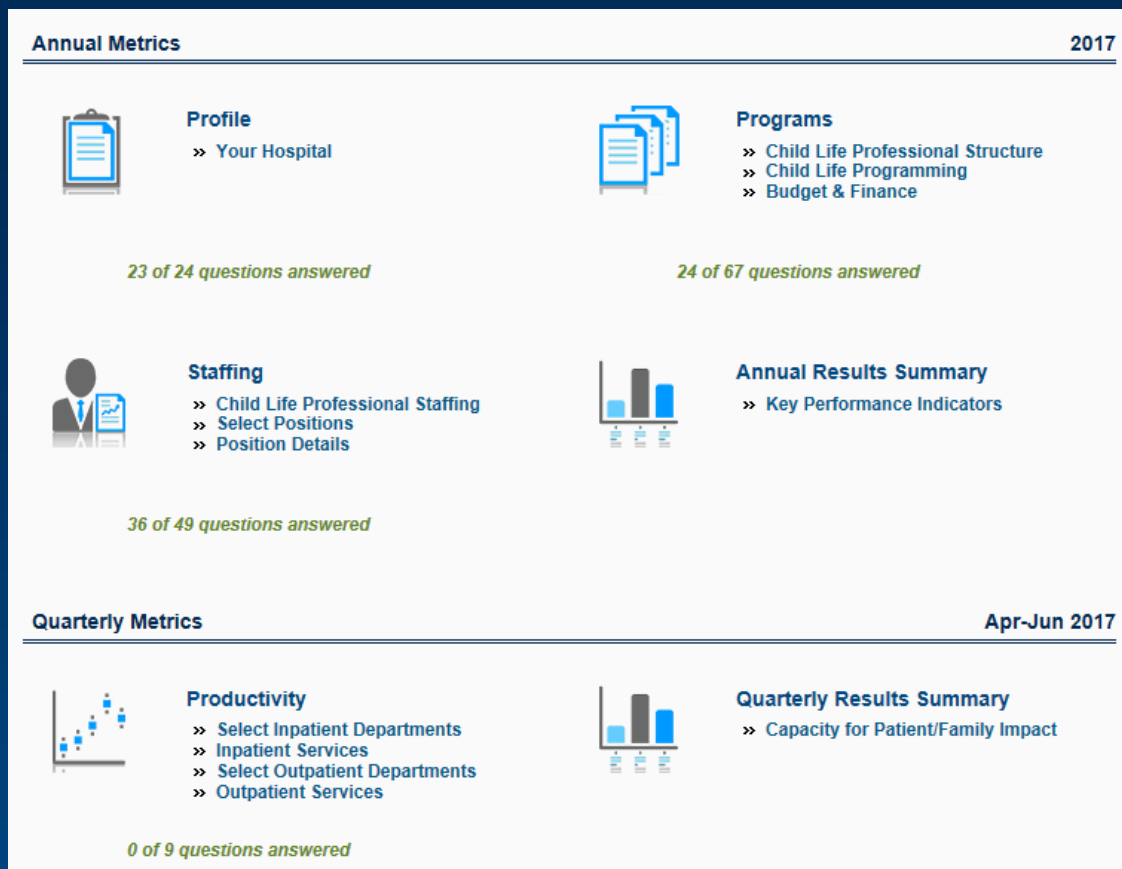 Annual Metrics 2017
Profile
» Your Hospital
23 of 24 questions answered
Programs
» Child Life Professional Structure
» Child Life Programming
» Budget & Finance
24 of 67 questions answered
Staffing
» Child Life Professional Staffing
» Select Positions
» Position Details
36 of 49 questions answered
Annual Results Summary
» Key Performance Indicators
Quarterly Metrics Apr-Jun 2017
Productivity
» Select Inpatient Departments
» Inpatient Services
» Select Outpatient Departments
» Outpatient Services
0 of 9 questions answered
Quarterly Results Summary
» Capacity for Patient/Family Impact